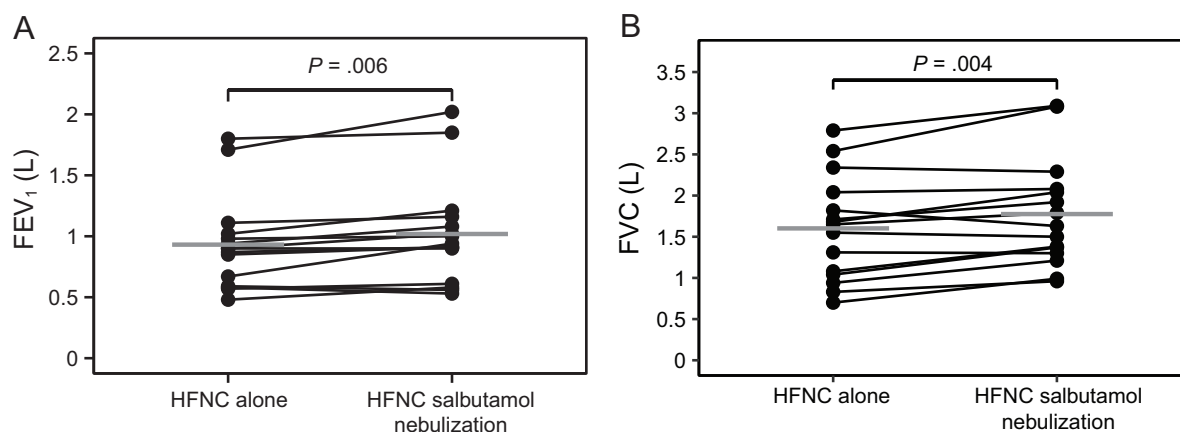 A
P = .006
FEV₁ (L)
2.5
2
1.5
1
0.5
0
HFNC alone
HFNC salbutamol
nebulization
B
P = .004
FVC (L)
3.5
3
2.5
2
1.5
1
0.5
0
HFNC alone
HFNC salbutamol
nebulization